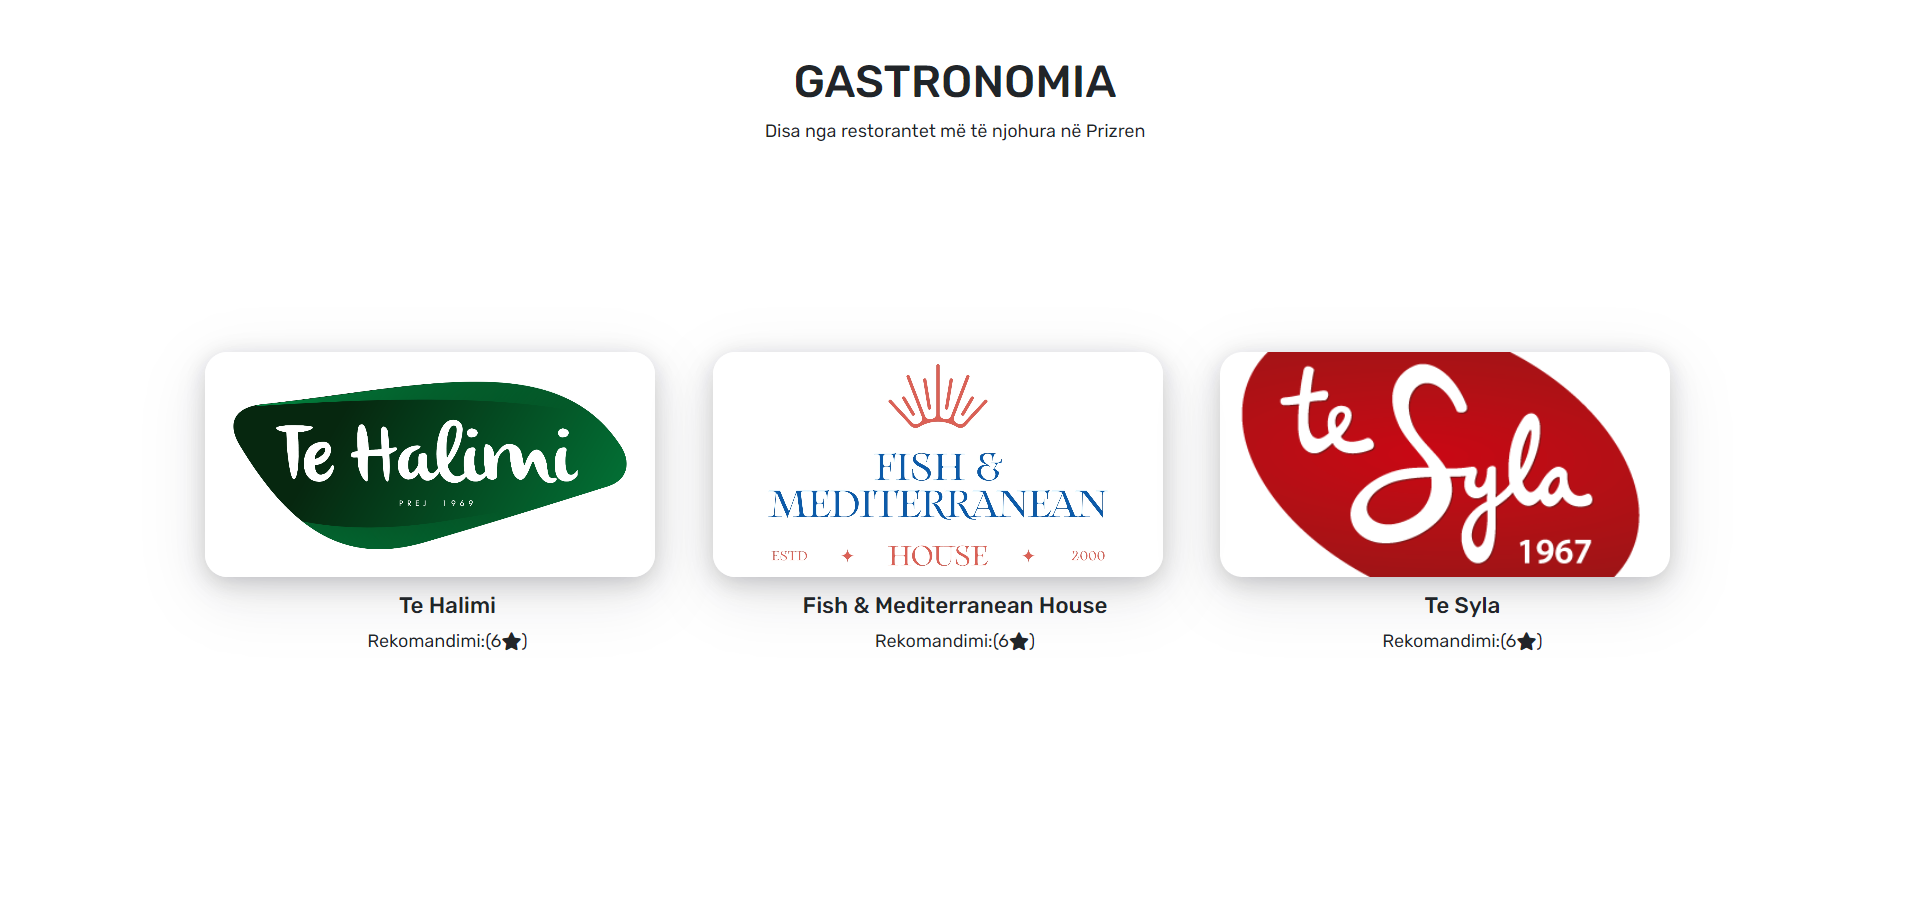 GASTRONOMIA
Disa nga restorantet më të njohura në Prizren
Te Halimi
PREJ 1969
FISH &
MEDITERRANEAN
ESTD HOUSE 2000
te Syla
1967
Te Halimi
Fish & Mediterranean House
Te Syla
Rekomandimi:(6★)
Rekomandimi:(6★)
Rekomandimi:(6★)